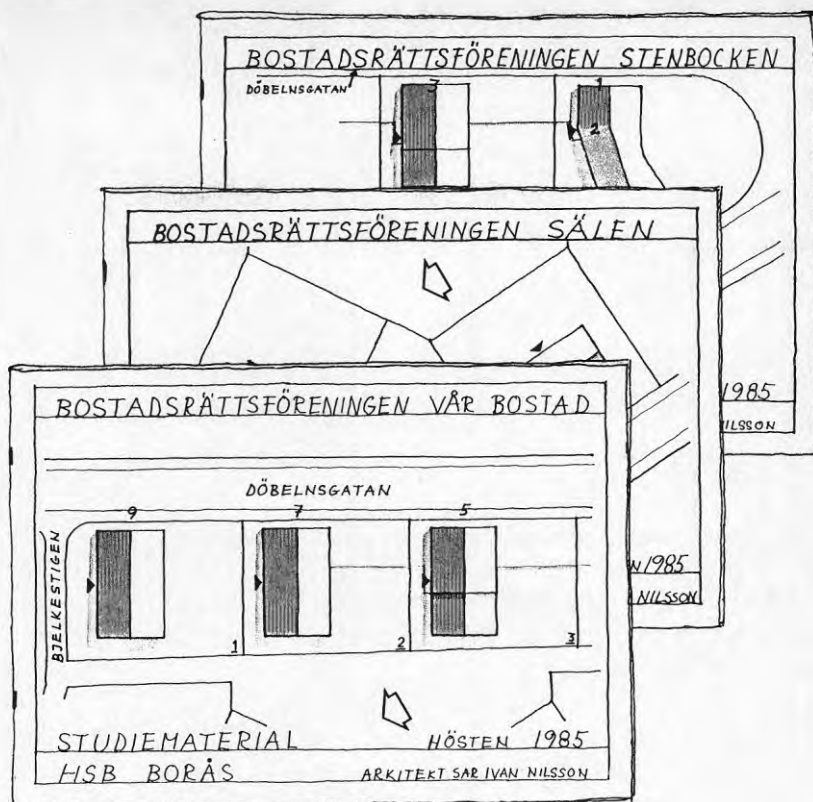 BOSTADSRÄTTSFÖRENINGEN STENBOCKEN
DÖBELNSGATAN
3
1
2
1985
NILSSON
BOSTADSRÄTTSFÖRENINGEN SÄLEN
N 1985
NILSSON
BOSTADSRÄTTSFÖRENINGEN VÅR BOSTAD
DÖBELNSGATAN
9 7 5
BJELKESTIGEN
1 2 3
STUDIEMATERIAL HÖSTEN 1985
HSB BORÅS ARKITEKT SAR IVAN NILSSON